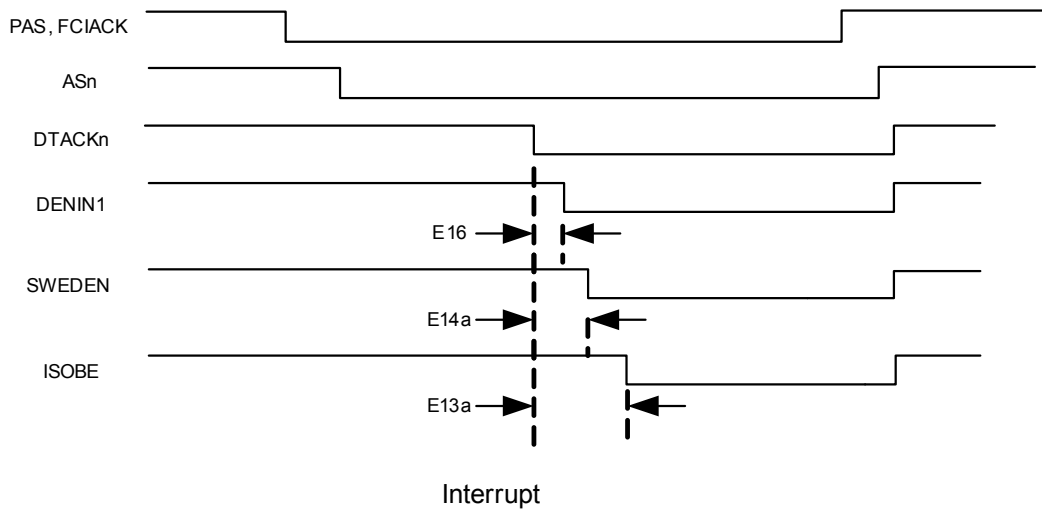 PAS, FCIACK
ASn
DTACKn
DENIN1
E16
SWEDEN
E14a
ISOBE
E13a
Interrupt